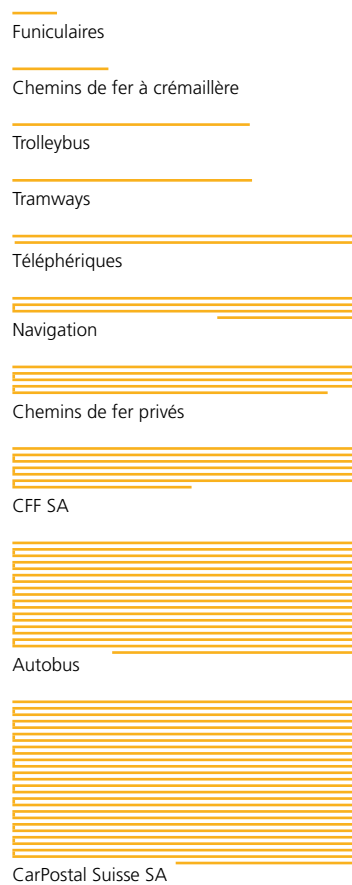 Funiculaires
Chemins de fer à crémaillère
Trolleybus
Tramways
Téléphériques
Navigation
Chemins de fer privés
CFF SA
Autobus
CarPostal Suisse SA